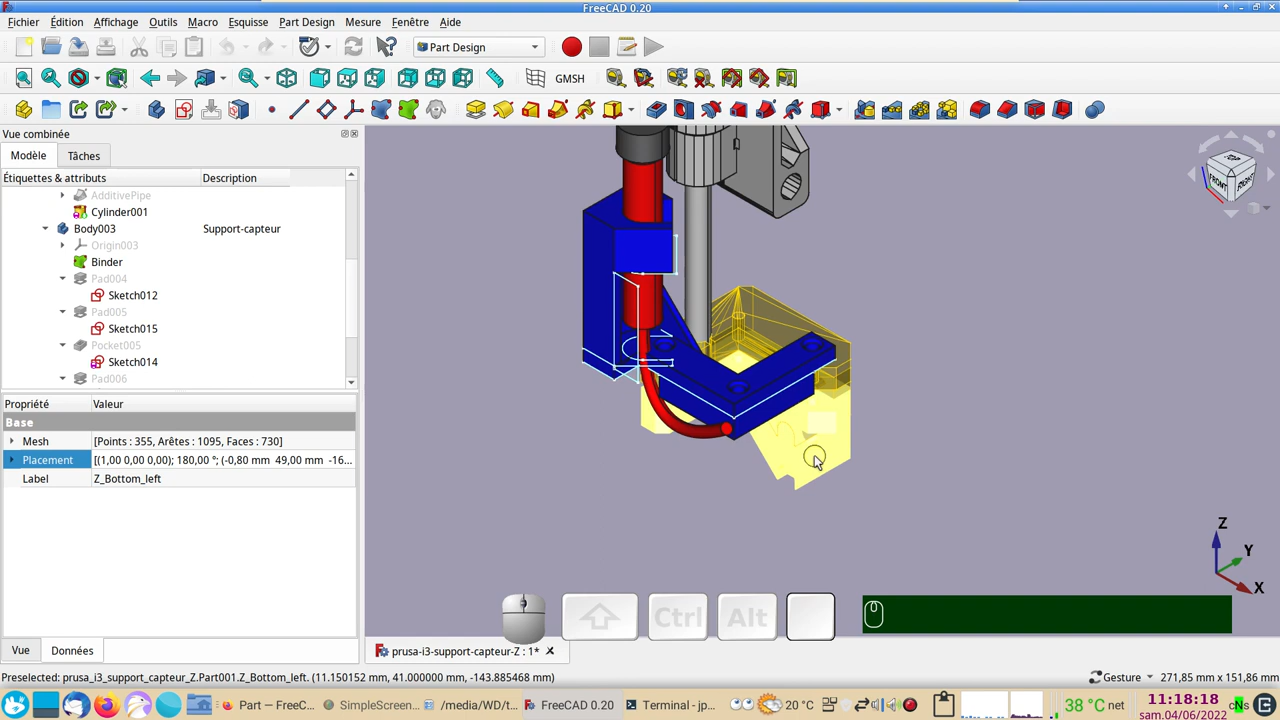 FreeCAD 0.20
Fichier Édition Affichage Outils Macro Esquisse Part Design Mesure Fenêtre Aide
Part Design
GMSH
Vue combinée
Modèle Tâches
Étiquettes & attributs Description
AdditivePipe
Cylinder001
Body003 Support-capteur
Origin003
Binder
Pad004
Sketch012
Pad005
Sketch015
Pocket005
Sketch014
Pad006
Propriété Valeur
Base
Mesh [Points : 355, Arêtes : 1095, Faces : 730]
Placement [(1,00 0,00 0,00); 180,00 °; (-0,80 mm 49,00 mm -16...
Label Z_Bottom_left
FRONT
Z
Y
X
Ctrl Alt
Vue Données
prusa-i3-support-capteur-Z : 1*
Preselected: prusa_i3_support_capteur_Z.Part001.Z_Bottom_left. (11.150152 mm, 41.000000 mm, -143.885468 mm)
Gesture 271,85 mm x 151,86 mm
Part — FreeC... SimpleScreen... /media/WD/t... FreeCAD 0.20 Terminal - jp... 20 °C 38 °C net 11:18:18
sam.04/06/2022